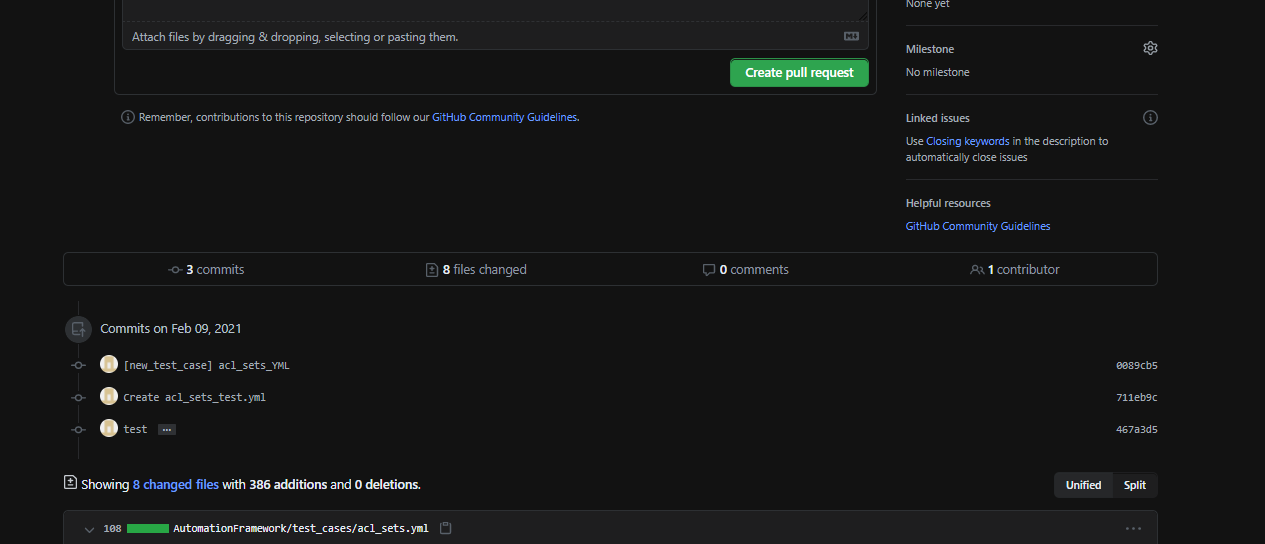 None yet
Attach files by dragging & dropping, selecting or pasting them.
Create pull request
Milestone
No milestone
Remember, contributions to this repository should follow our GitHub Community Guidelines.
Linked issues
Use Closing keywords in the description to
automatically close issues
Helpful resources
GitHub Community Guidelines
3 commits
8 files changed
0 comments
1 contributor
Commits on Feb 09, 2021
[new_test_case] acl_sets_YML 0089cb5
Create acl_sets_test.yml 711eb9c
test ... 467a3d5
Showing 8 changed files with 386 additions and 0 deletions.
Unified Split
108 AutomationFramework/test_cases/acl_sets.yml